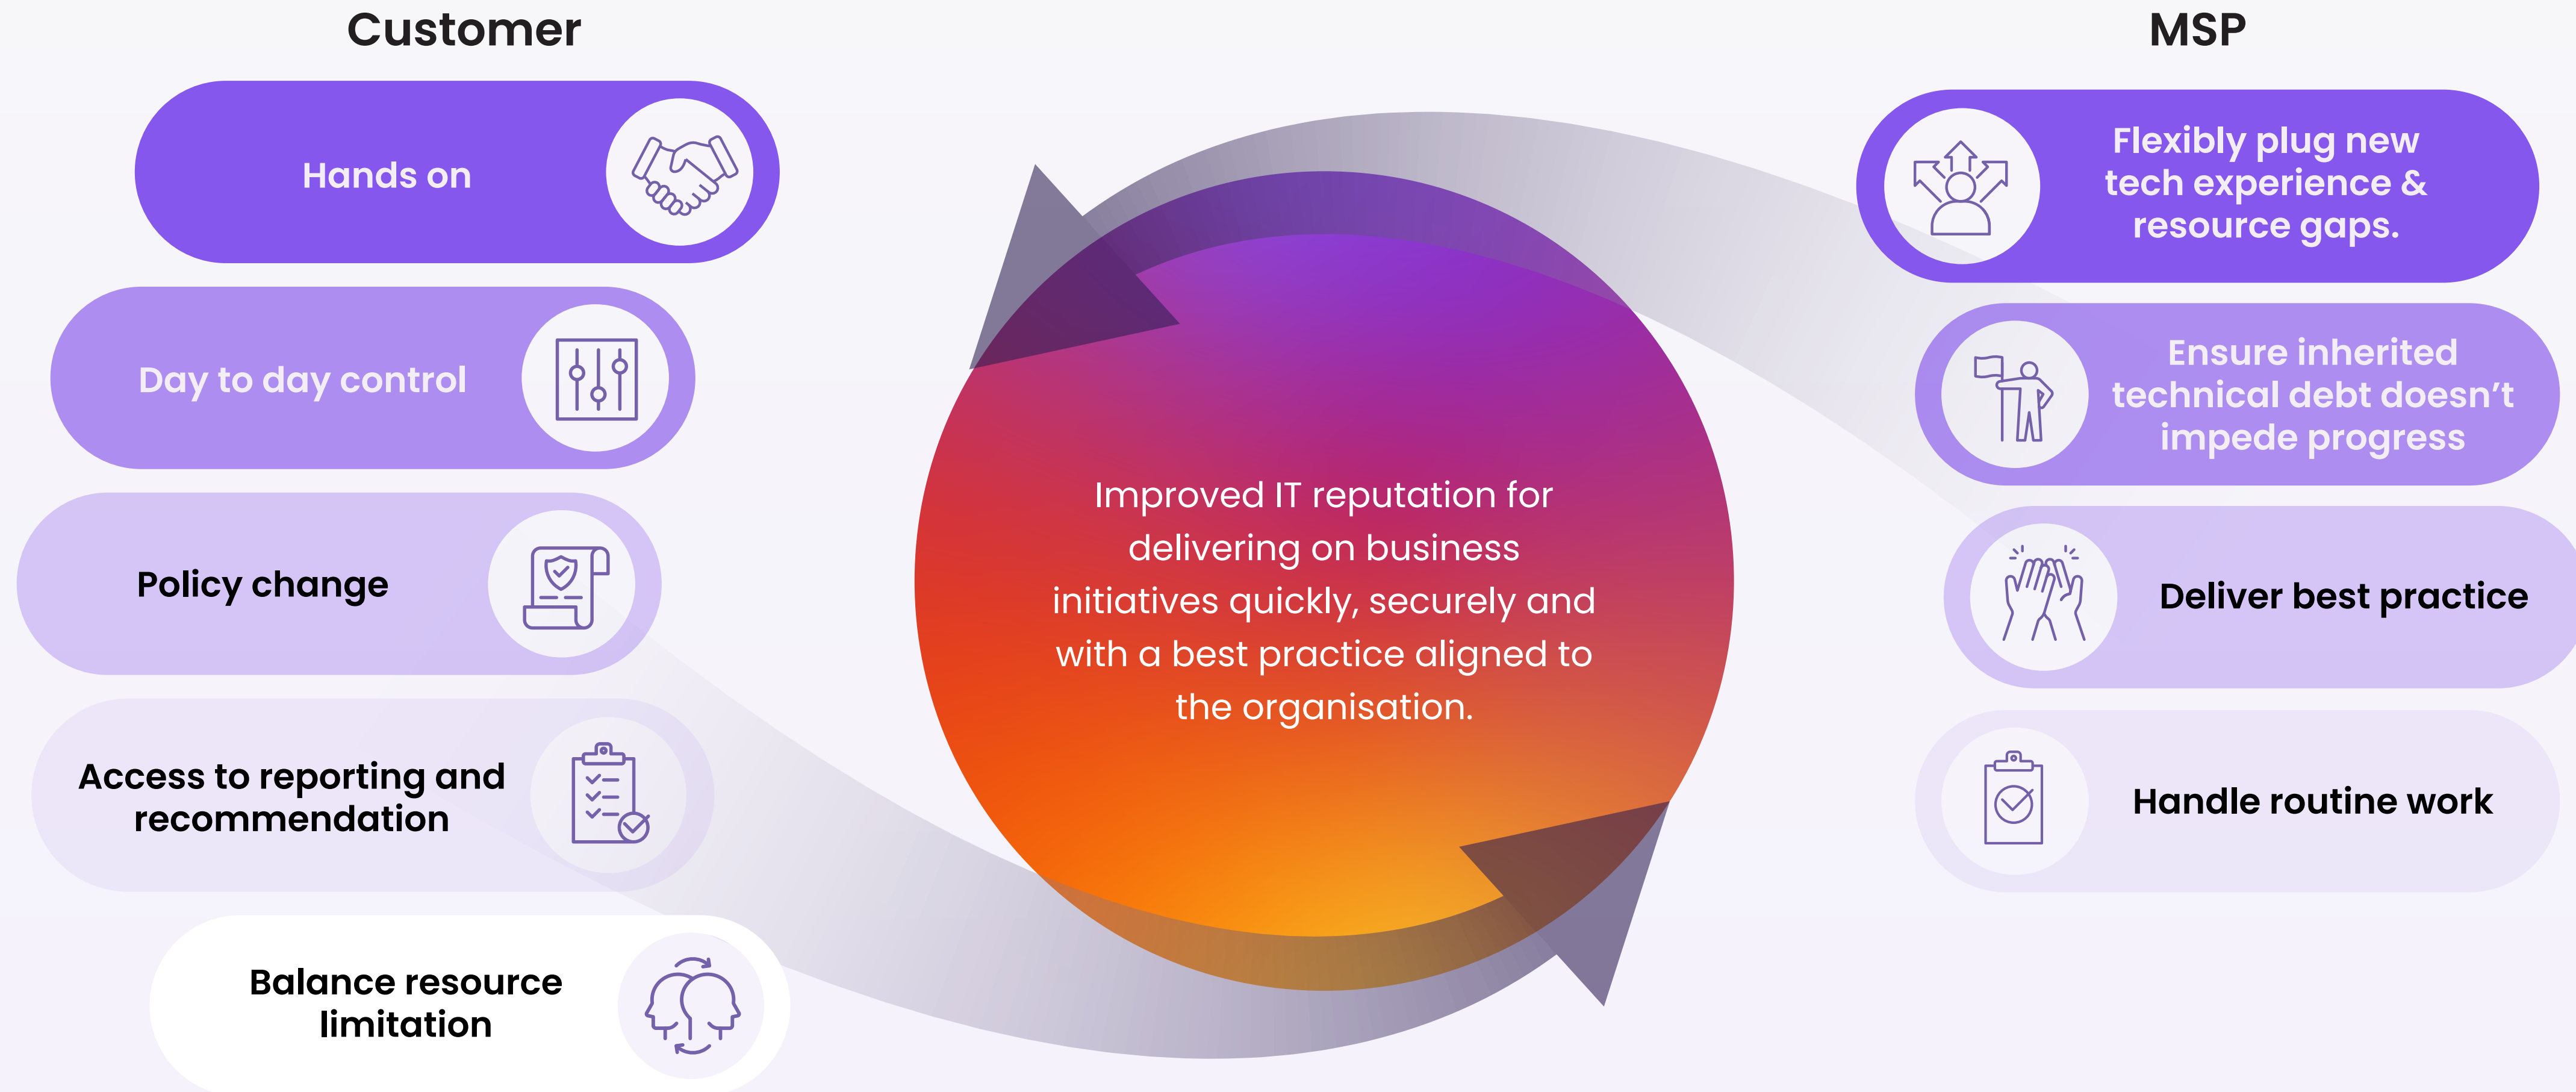 Customer
Hands on
Day to day control
Policy change
Access to reporting and
recommendation
Balance resource
limitation
Improved IT reputation for
delivering on business
initiatives quickly, securely and
with a best practice aligned to
the organisation.
MSP
Flexibly plug new
tech experience &
resource gaps.
Ensure inherited
technical debt doesn’t
impede progress
Deliver best practice
Handle routine work